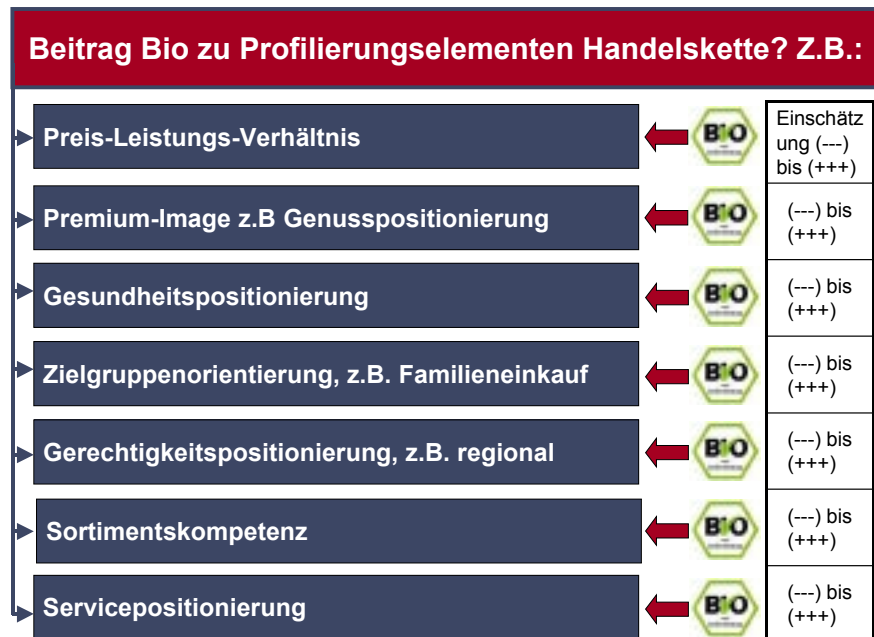 Beitrag Bio zu Profilierungselementen Handelskette? Z.B.:
Preis-Leistungs-Verhältnis
BiO
Einschätz
ung (---)
bis (+++)
Premium-Image z.B Genusspositionierung
BiO
(---) bis
(+++)
Gesundheitspositionierung
BiO
(---) bis
(+++)
Zielgruppenorientierung, z.B. Familieneinkauf
BiO
(---) bis
(+++)
Gerechtigkeitspositionierung, z.B. regional
BiO
(---) bis
(+++)
Sortimentskompetenz
BiO
(---) bis
(+++)
Servicepositionierung
BiO
(---) bis
(+++)